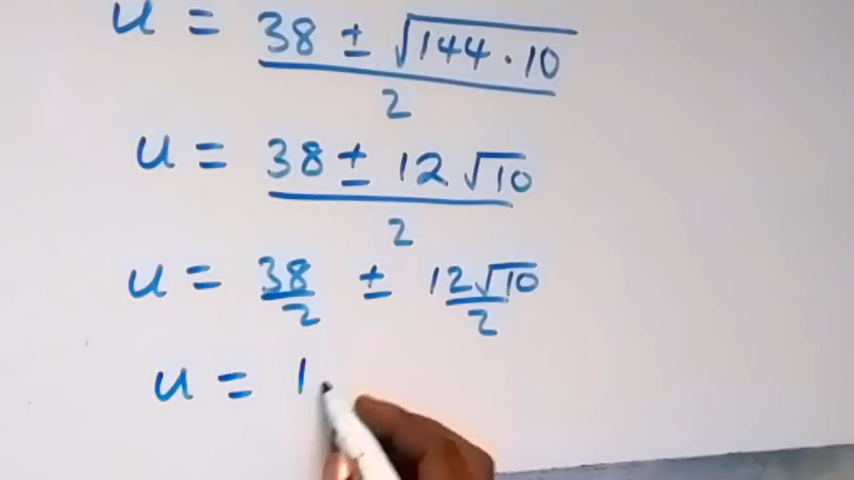 u = (38 ± √(144 · 10)) / 2
u = (38 ± 12√10) / 2
u = 38/2 ± 12√10/2
u = 1